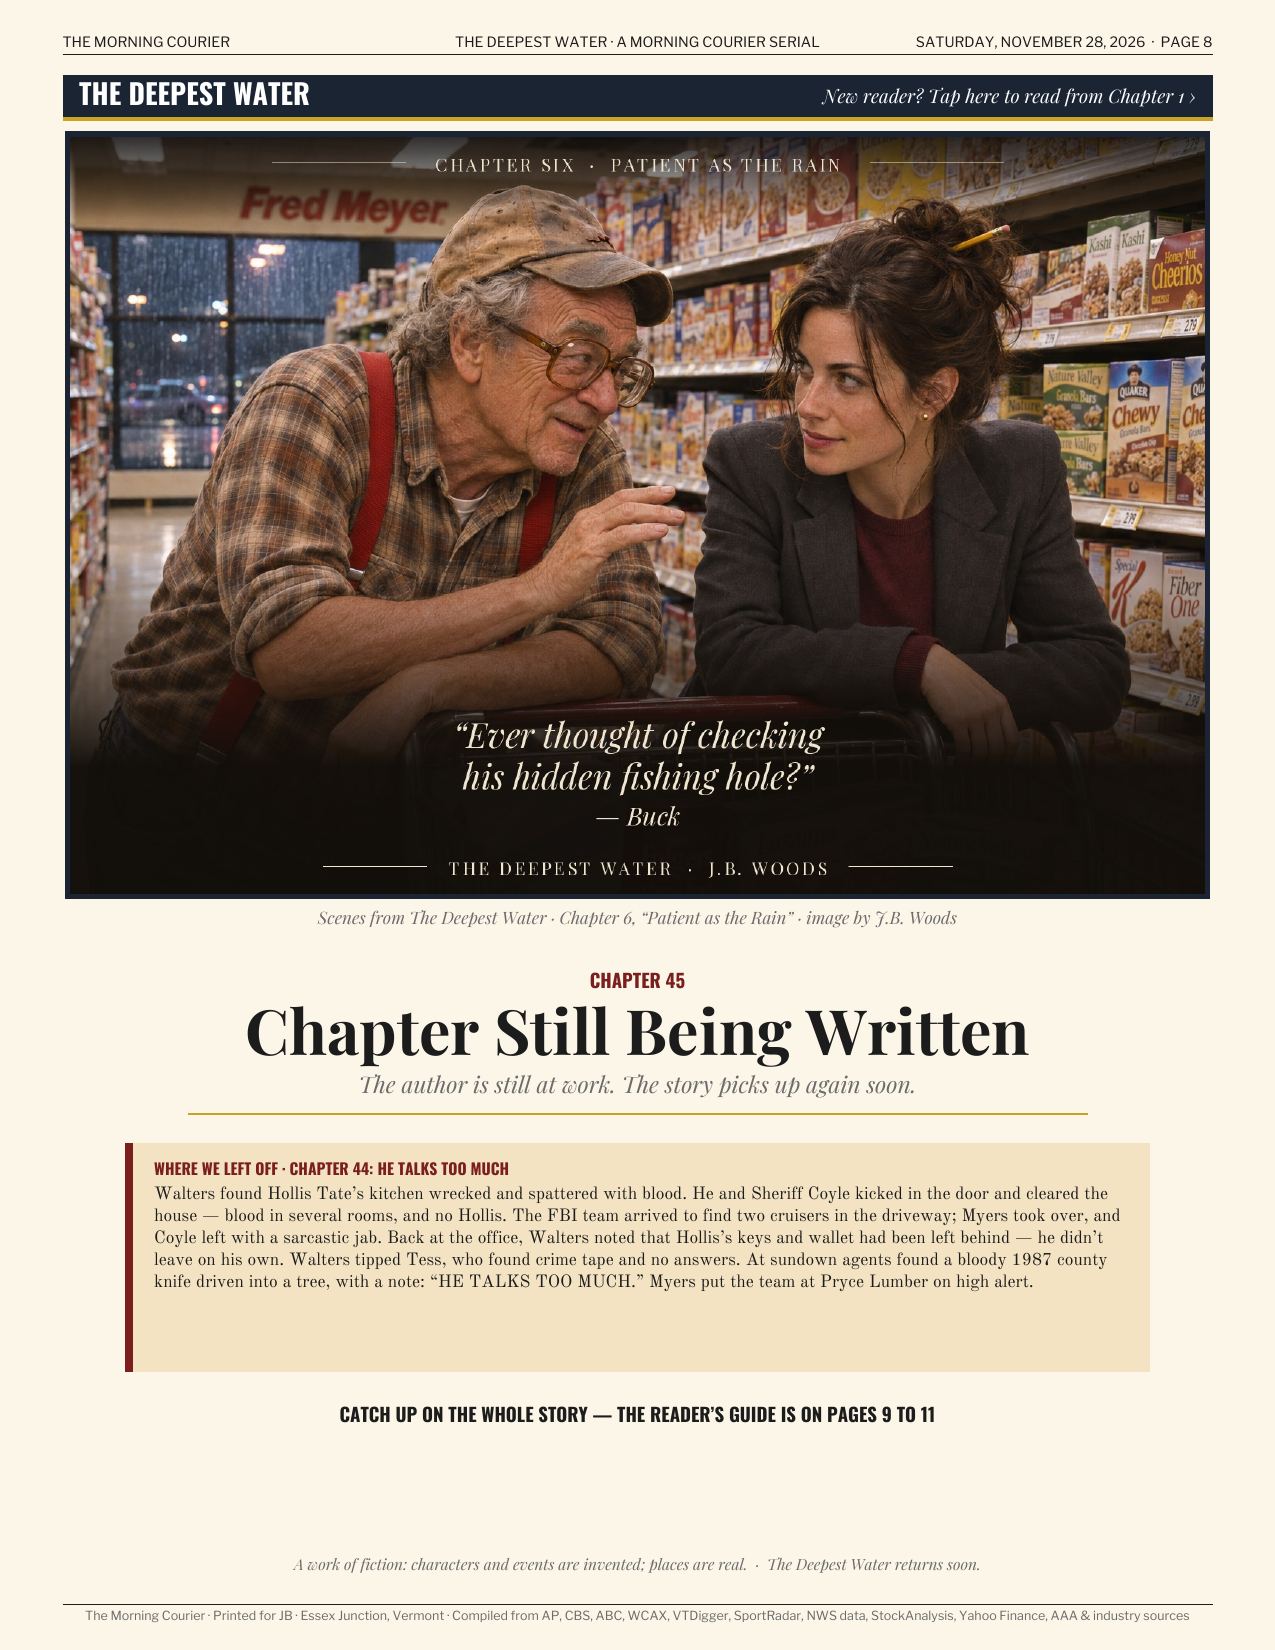 THE MORNING COURIER
THE DEEPEST WATER · A MORNING COURIER SERIAL
SATURDAY, NOVEMBER 28, 2026 · PAGE 8
THE DEEPEST WATER
New reader? Tap here to read from Chapter 1 ›
CHAPTER SIX · PATIENT AS THE RAIN
Fred Meyer
Kashi
Kashi
Honey Nut
Cheerios
279
Nature Valley
Granola Bars
QUAKER
Chewy
Granola Bars
QUAKER
Che
Nature
Nature Valley
Granola Bars
279
Special
K
Fiber
One
“Ever thought of checking
his hidden fishing hole?”
— Buck
THE DEEPEST WATER · J.B. WOODS
Scenes from The Deepest Water · Chapter 6, “Patient as the Rain” · image by J.B. Woods
CHAPTER 45
Chapter Still Being Written
The author is still at work. The story picks up again soon.
WHERE WE LEFT OFF · CHAPTER 44: HE TALKS TOO MUCH
Walters found Hollis Tate’s kitchen wrecked and spattered with blood. He and Sheriff Coyle kicked in the door and cleared the
house — blood in several rooms, and no Hollis. The FBI team arrived to find two cruisers in the driveway; Myers took over, and
Coyle left with a sarcastic jab. Back at the office, Walters noted that Hollis’s keys and wallet had been left behind — he didn’t
leave on his own. Walters tipped Tess, who found crime tape and no answers. At sundown agents found a bloody 1987 county
knife driven into a tree, with a note: “HE TALKS TOO MUCH.” Myers put the team at Pryce Lumber on high alert.
CATCH UP ON THE WHOLE STORY — THE READER’S GUIDE IS ON PAGES 9 TO 11
A work of fiction: characters and events are invented; places are real. · The Deepest Water returns soon.
The Morning Courier · Printed for JB · Essex Junction, Vermont · Compiled from AP, CBS, ABC, WCAX, VTDigger, SportRadar, NWS data, StockAnalysis, Yahoo Finance, AAA & industry sources